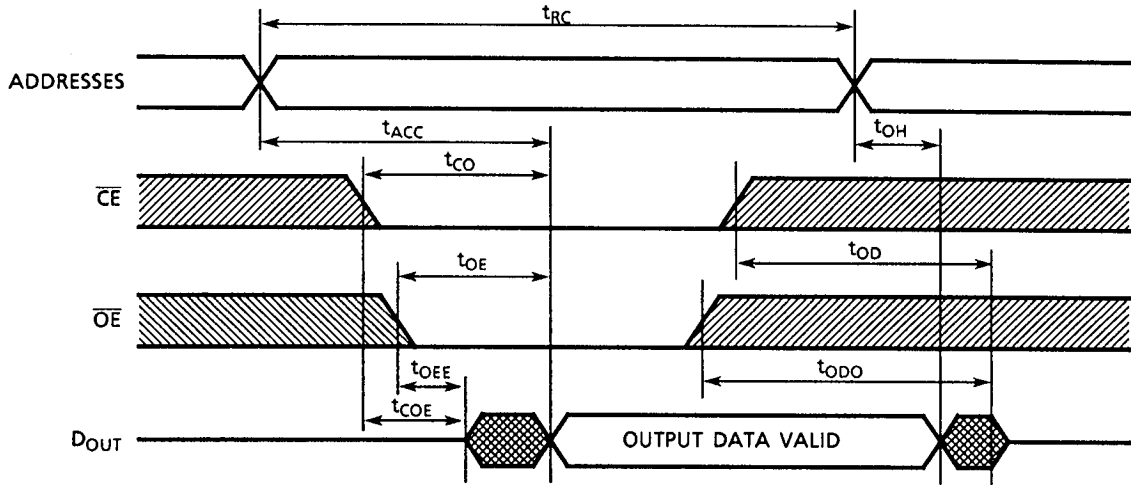 tRC
ADDRESSES
tACC
tOH
tCO
CE
tOD
tOE
OE
tOEE
tODO
tCOE
DOUT
OUTPUT DATA VALID